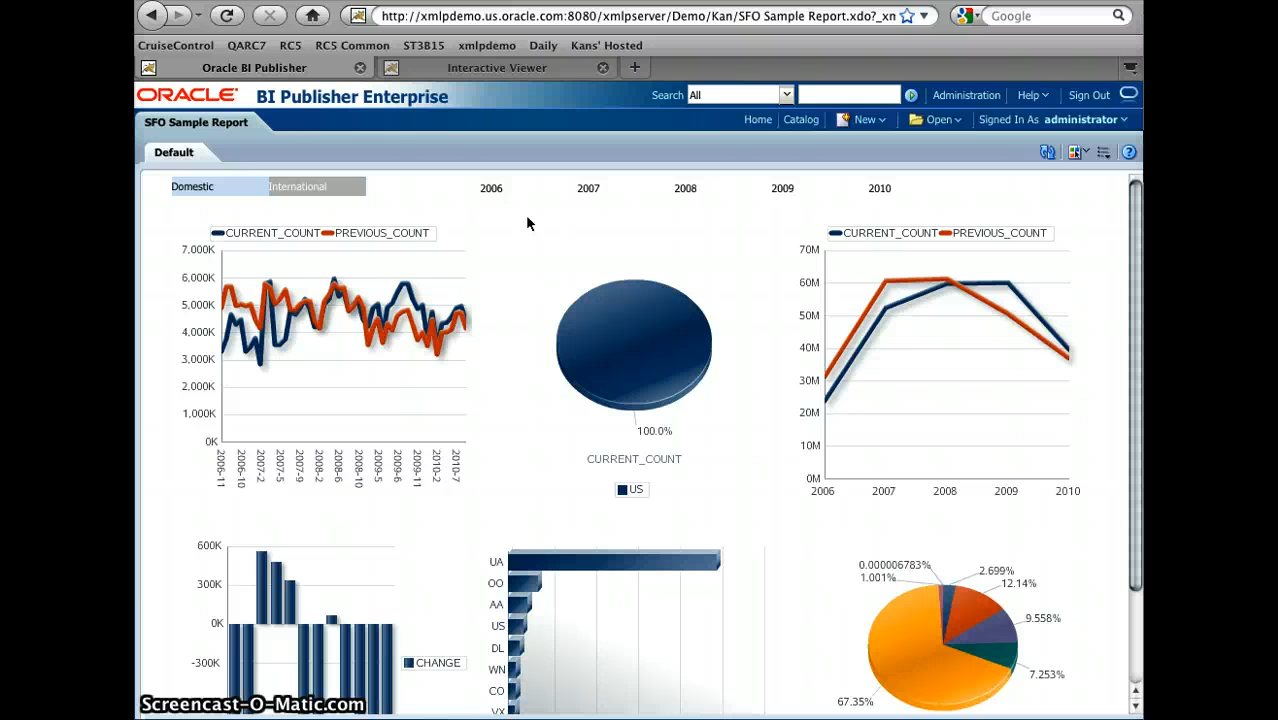 http://xmlpdemo.us.oracle.com:8080/xmlpserver/Demo/Kan/SFO Sample Report.xdo?_xn
Google
CruiseControl QARC7 RC5 RC5 Common ST3815 xmlpdemo Daily Kans' Hosted
Oracle BI Publisher Interactive Viewer
ORACLE BI Publisher Enterprise Search All Administration Help Sign Out
SFO Sample Report Home Catalog New Open Signed In As administrator
Default
Domestic International 2006 2007 2008 2009 2010
CURRENT_COUNT PREVIOUS_COUNT
7,000K
6,000K
5,000K
4,000K
3,000K
2,000K
1,000K
0K
2006-11 2006-10 2007-2 2007-5 2007-9 2008-2 2008-6 2008-10 2009-5 2009-6 2009-11 2010-2 2010-7
100.0%
CURRENT_COUNT
US
CURRENT_COUNT PREVIOUS_COUNT
70M
60M
50M
40M
30M
20M
10M
0M
2006 2007 2008 2009 2010
600K
300K
0K
-300K
CHANGE
UA
OO
AA
US
DL
WN
CO
VX
0.000006783%
1.001%
2.699%
12.14%
9.558%
7.253%
67.35%
Screencast-O-Matic.com